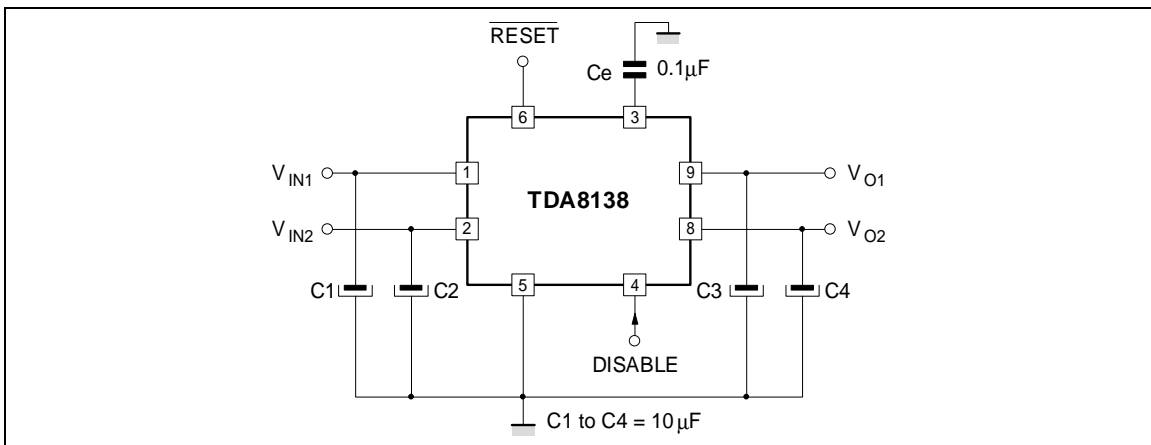 RESET
Ce 0.1µF
6 3
V IN1 1 9 V O1
TDA8138
V IN2 2 8 V O2
C1 C2 5 4 C3 C4
DISABLE
C1 to C4 = 10µF